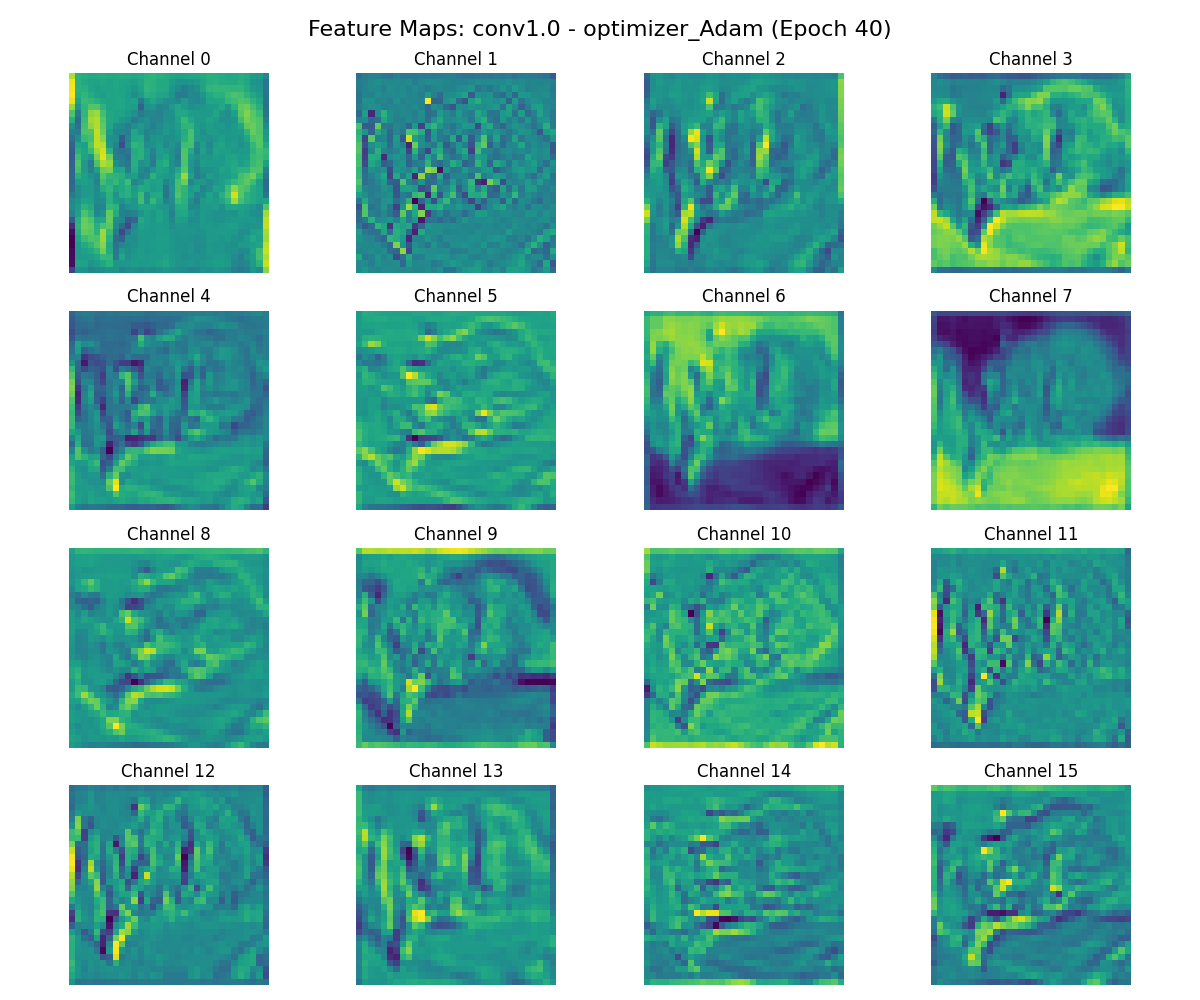 Feature Maps: conv1.0 - optimizer_Adam (Epoch 40)
Channel 0
Channel 1
Channel 2
Channel 3
Channel 4
Channel 5
Channel 6
Channel 7
Channel 8
Channel 9
Channel 10
Channel 11
Channel 12
Channel 13
Channel 14
Channel 15